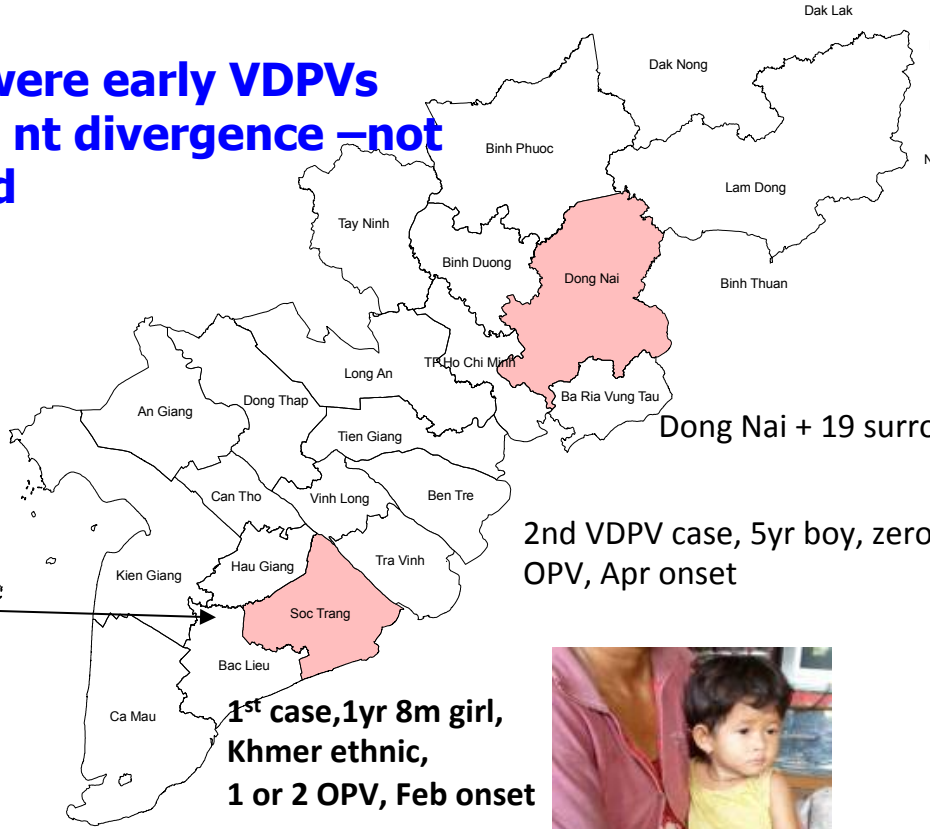 Dak Lak
were early VDPVs
Dak Nong
nt divergence –not
Binh Phuoc
Lam Dong
Tay Ninh
Binh Duong
Dong Nai
Binh Thuan
Long An
TP.Ho Chi Minh
Dong Thap
An Giang
Ba Ria Vung Tau
Dong Nai + 19
Tien Giang
Can Tho
Vinh Long
Ben Tre
2nd VDPV case, 5yr boy, zero
OPV, Apr onset
Hau Giang
Tra Vinh
Kien Giang
Soc Trang
Bac Lieu
Ca Mau
1st case,1yr 8m girl,
Khmer ethnic,
1 or 2 OPV, Feb onset